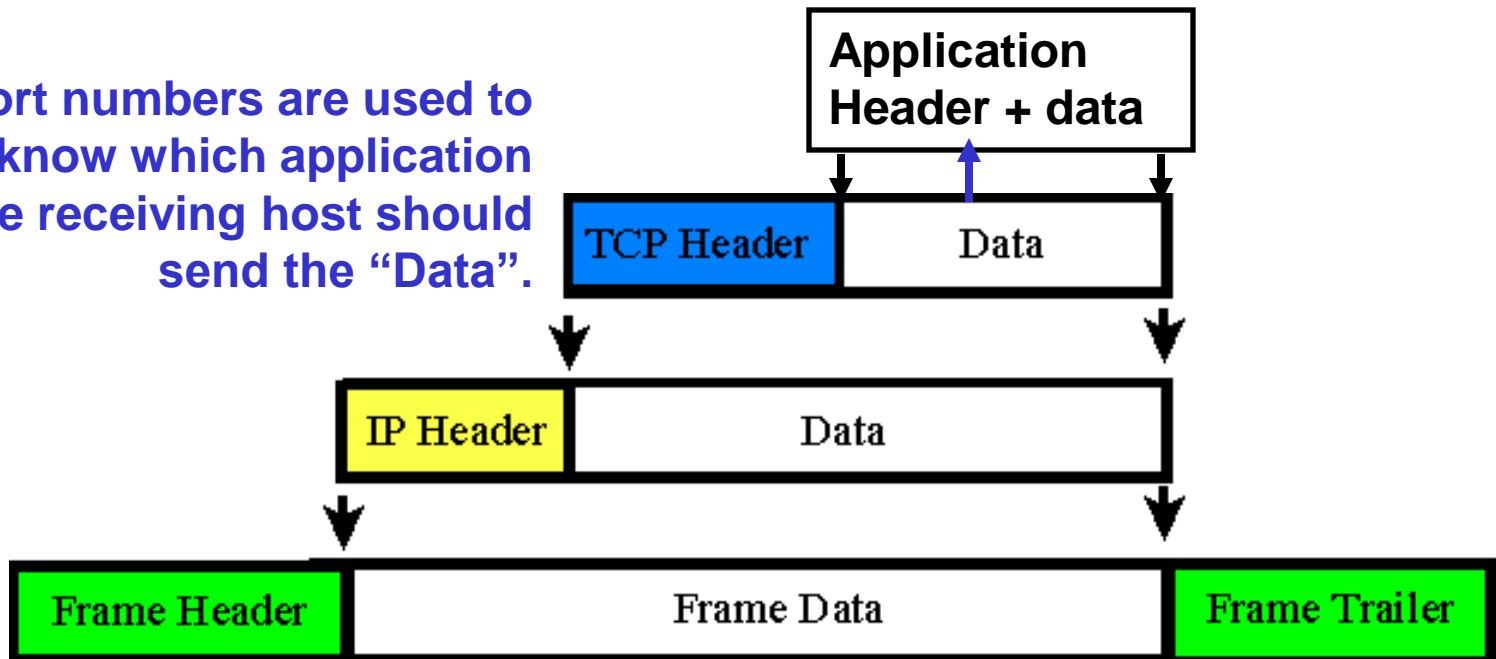 Application
Header + data
ort numbers are used to
know which application
e receiving host should
send the “Data”.
TCP Header
Data
IP Header
Data
Frame Header
Frame Data
Frame Trailer